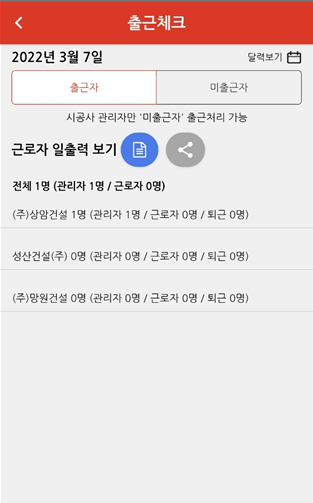 출근체크
2022년 3월 7일
달력보기
출근자
미출근자
시공사 관리자만 '미출근자' 출근처리 가능
근로자 일출력 보기
전체 1명 (관리자 1명 / 근로자 0명)
(주)상암건설 1명 (관리자 1명 / 근로자 0명 / 퇴근 0명)
성산건설(주) 0명 (관리자 0명 / 근로자 0명 / 퇴근 0명)
(주)망원건설 0명 (관리자 0명 / 근로자 0명 / 퇴근 0명)